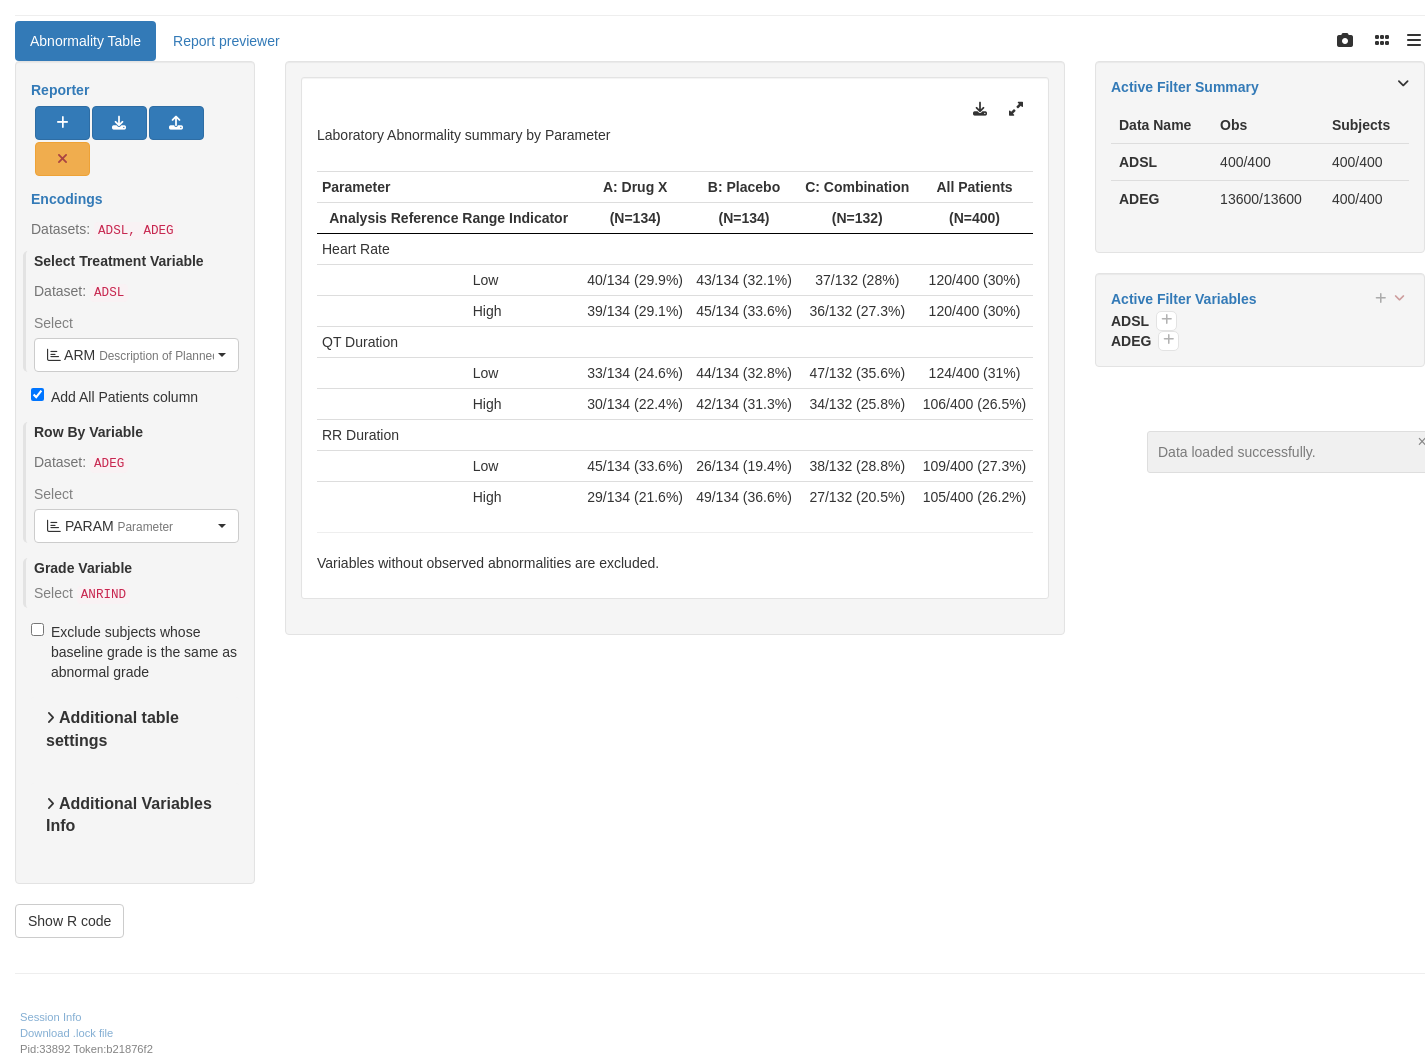 Abnormality Table
Report previewer
Reporter
Encodings
Datasets: ADSL, ADEG
Select Treatment Variable
Dataset: ADSL
Select
ARM Description of Planned
Add All Patients column
Row By Variable
Dataset: ADEG
Select
PARAM Parameter
Grade Variable
Select ANRIND
Exclude subjects whose
baseline grade is the same as
abnormal grade
Additional table
settings
Additional Variables
Info
Show R code
Laboratory Abnormality summary by Parameter
Parameter A: Drug X B: Placebo C: Combination All Patients
Analysis Reference Range Indicator (N=134) (N=134) (N=132) (N=400)
Heart Rate
Low 40/134 (29.9%) 43/134 (32.1%) 37/132 (28%) 120/400 (30%)
High 39/134 (29.1%) 45/134 (33.6%) 36/132 (27.3%) 120/400 (30%)
QT Duration
Low 33/134 (24.6%) 44/134 (32.8%) 47/132 (35.6%) 124/400 (31%)
High 30/134 (22.4%) 42/134 (31.3%) 34/132 (25.8%) 106/400 (26.5%)
RR Duration
Low 45/134 (33.6%) 26/134 (19.4%) 38/132 (28.8%) 109/400 (27.3%)
High 29/134 (21.6%) 49/134 (36.6%) 27/132 (20.5%) 105/400 (26.2%)
Variables without observed abnormalities are excluded.
Active Filter Summary
Data Name Obs Subjects
ADSL 400/400 400/400
ADEG 13600/13600 400/400
Active Filter Variables
ADSL
ADEG
Data loaded successfully.
Session Info
Download .lock file
Pid:33892 Token:b21876f2